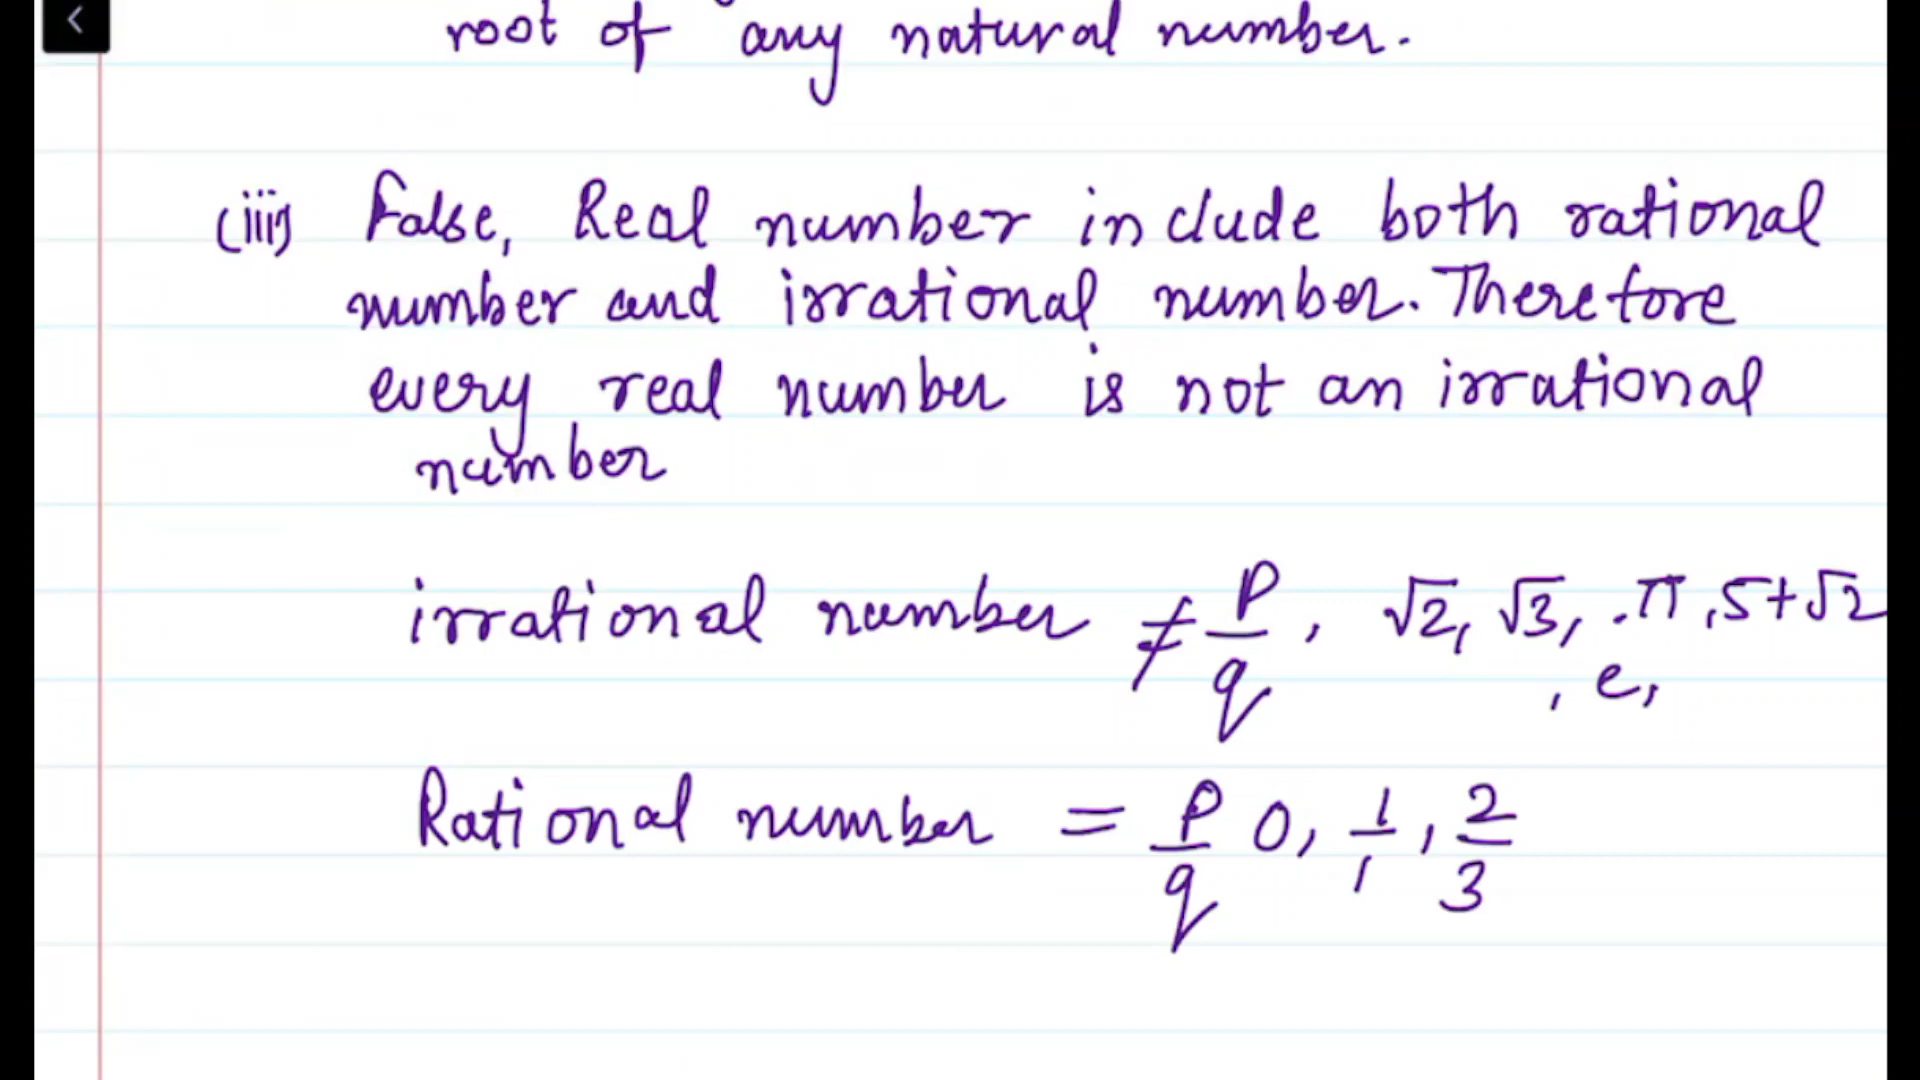 root of any natural number.
(iii) False, Real number include both rational
number and irrational number. Therefore
every real number is not an irrational
number
irrational number ≠ p/q, √2, √3, .π, 5+√2
, e,
Rational number = p/q 0, 1/1, 2/3